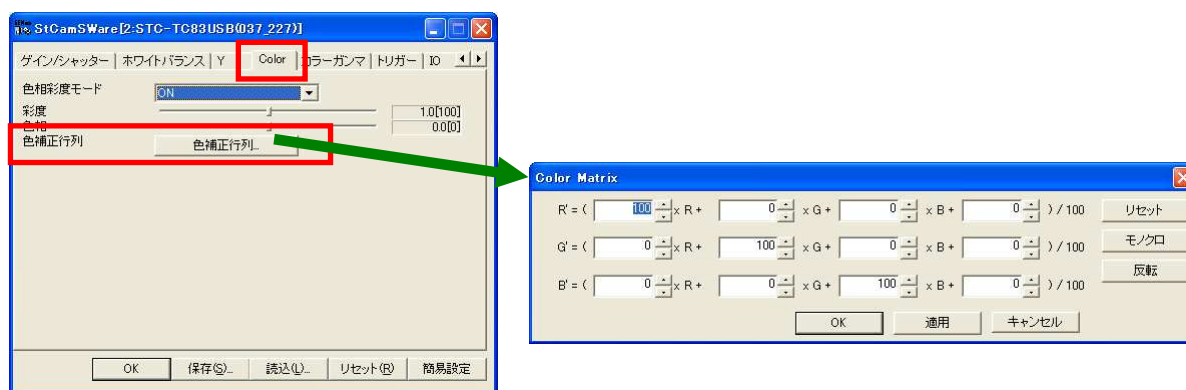 StCamSWare[2:STC-TC83USB(037_227)]
ゲイン/シャッター ホワイトバランス Y Color カラーガンマ トリガー IO
色相彩度モード ON
彩度 1.0[100]
色相 0.0[0]
色補正行列 色補正行列...
OK 保存(S)... 読込(L)... リセット(R) 簡易設定
Color Matrix
R' = ( 100 x R + 0 x G + 0 x B + 0 ) / 100 リセット
G' = ( 0 x R + 100 x G + 0 x B + 0 ) / 100 モノクロ
反転
B' = ( 0 x R + 0 x G + 100 x B + 0 ) / 100
OK 適用 キャンセル